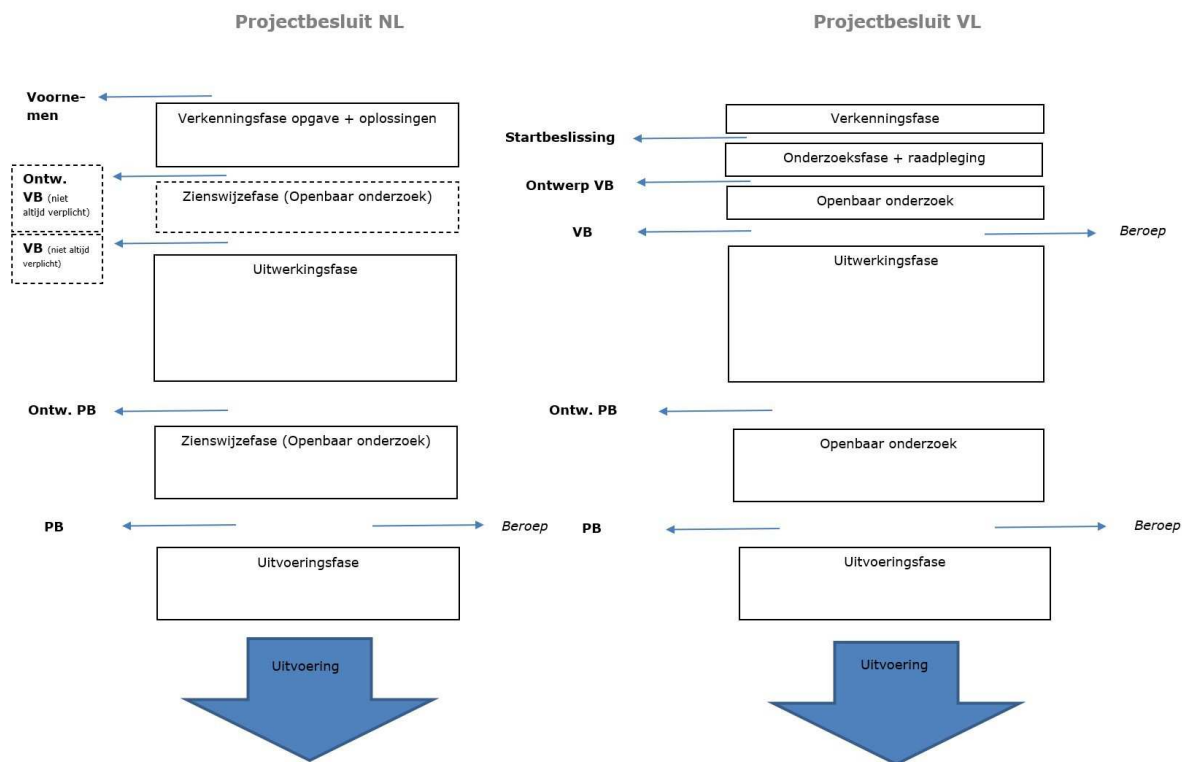 Projectbesluit NL
Voorne-
men
Verkenningsfase opgave + oplossingen
Ontw.
VB (niet
altijd verplicht)
Zienswijzefase (Openbaar onderzoek)
VB (niet altijd
verplicht)
Uitwerkingsfase
Ontw. PB
Zienswijzefase (Openbaar onderzoek)
PB
Beroep
Uitvoeringsfase
Uitvoering
Projectbesluit VL
Verkenningsfase
Startbeslissing
Onderzoeksfase + raadpleging
Ontwerp VB
Openbaar onderzoek
VB
Beroep
Uitwerkingsfase
Ontw. PB
Openbaar onderzoek
PB
Beroep
Uitvoeringsfase
Uitvoering